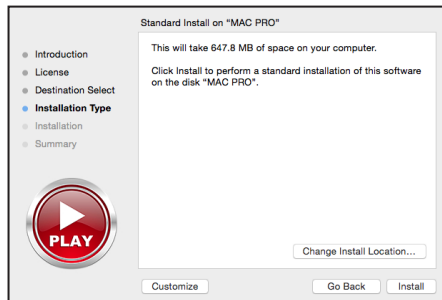 Standard Install on “MAC PRO”
Introduction
License
Destination Select
Installation Type
Installation
Summary
This will take 647.8 MB of space on your computer.
Click Install to perform a standard installation of this software
on the disk “MAC PRO”.
PLAY
Change Install Location...
Customize
Go Back
Install